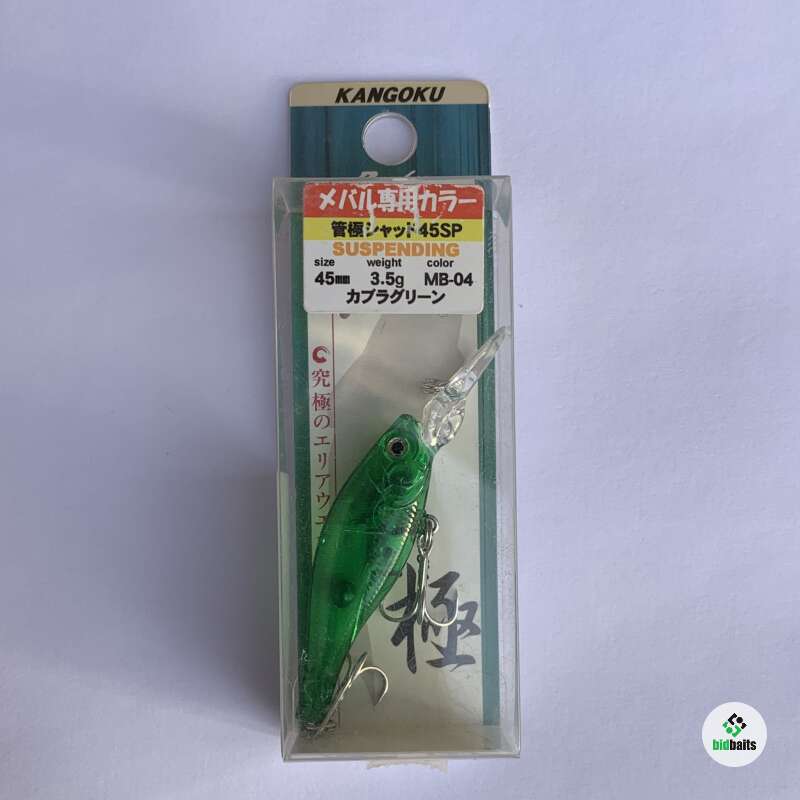 KANGOKU
メバル専用カラー
管極シャッド45SP
SUSPENDING
size weight color
45mm 3.5g MB-04
カブラグリーン
究極のエリアウェ
極
bidbaits